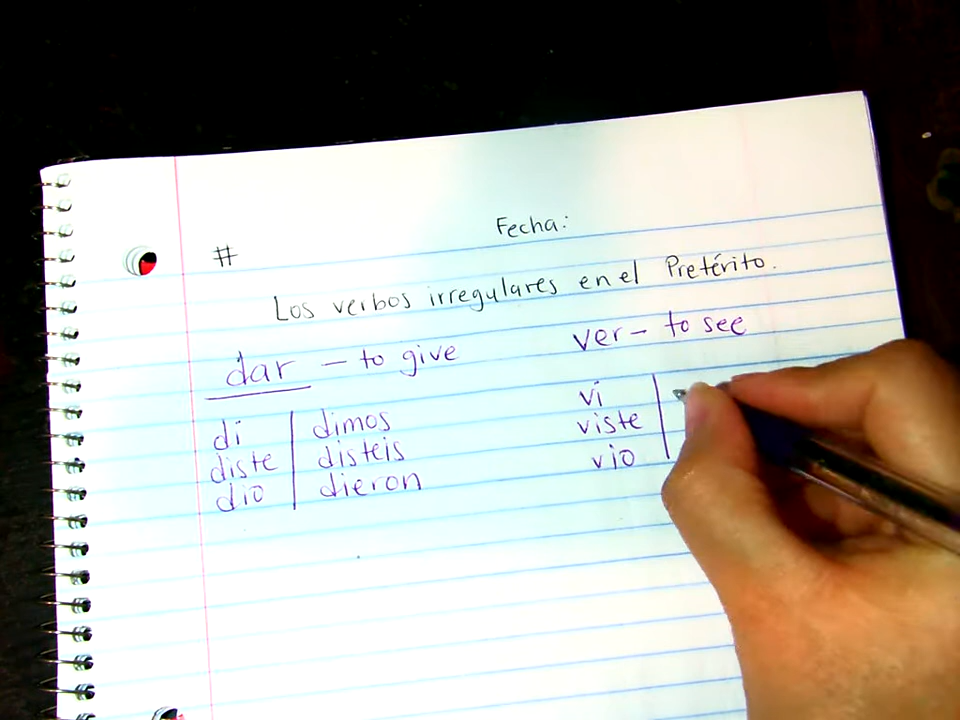 Fecha:
#
Los verbos irregulares en el Pretérito.
dar - to give
ver - to see
di | dimos
diste | disteis
dio | dieron
vi
viste
vio